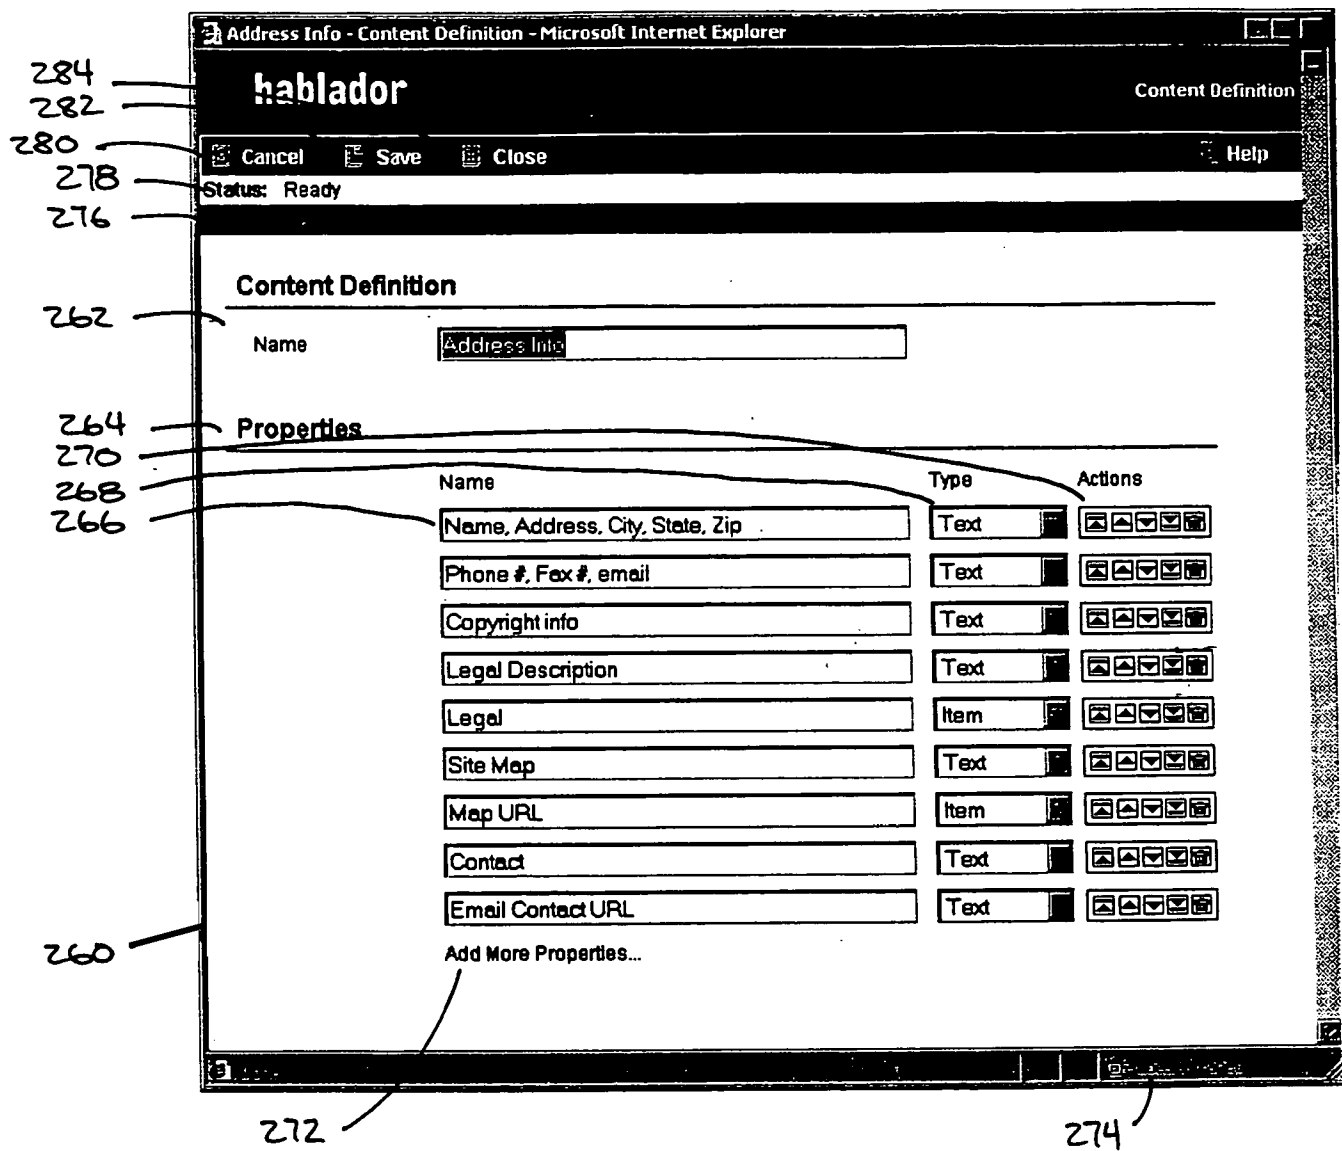 Address Info - Content Definition - Microsoft Internet Explorer
284
hablador
Content Definition
282
280
Cancel Save Close Help
278
Status: Ready
276
Content Definition
262
Name Address Info
264
Properties
270
268
Name Type Actions
266
Name, Address, City, State, Zip Text
Phone #, Fax #, email Text
Copyright info Text
Legal Description Text
Legal Item
Site Map Text
Map URL Item
Contact Text
Email Contact URL Text
260
Add More Properties...
272
274